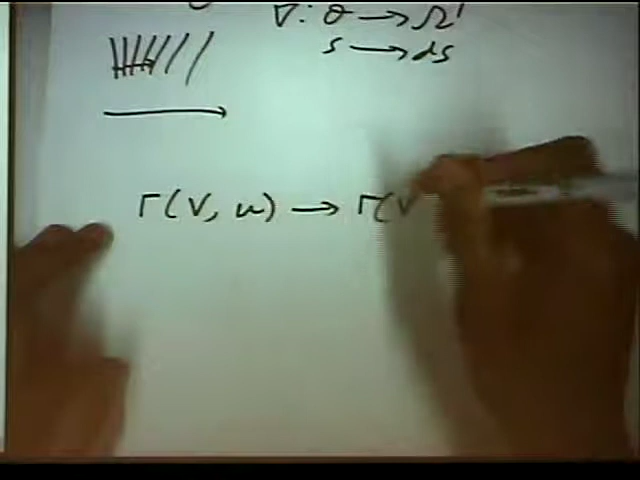 ∇: θ → Ω¹
s → ds
Γ(V, u) → Γ(V